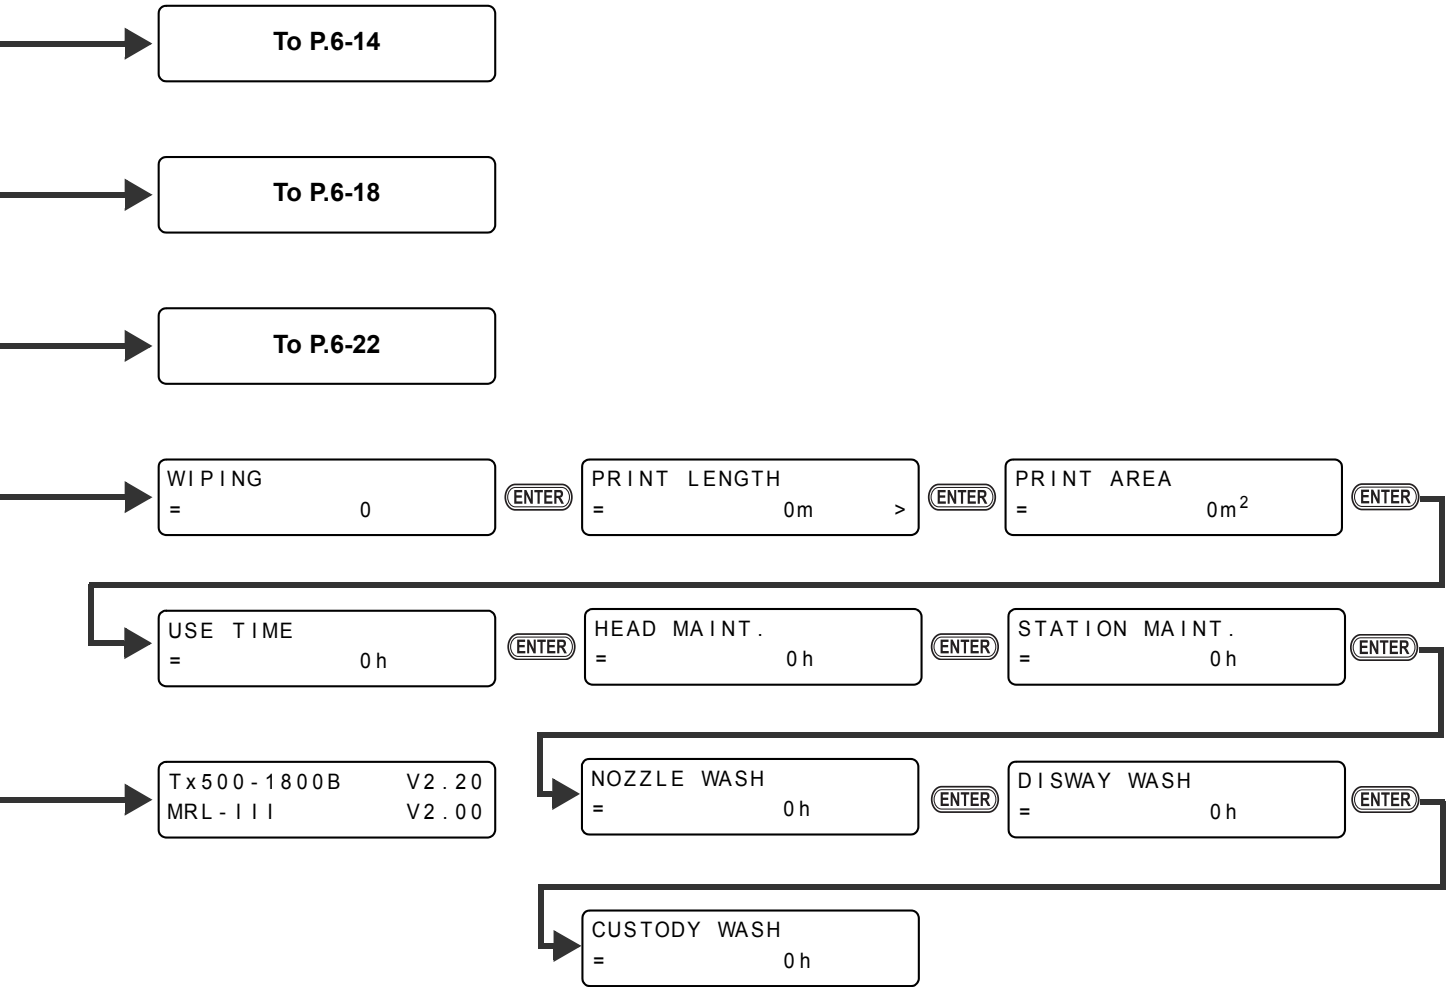 To P.6-14
To P.6-18
To P.6-22
WIPING
= 0
ENTER
PRINT LENGTH
= 0m >
ENTER
PRINT AREA
= 0m²
ENTER
USE TIME
= 0h
ENTER
HEAD MAINT.
= 0h
ENTER
STATION MAINT.
= 0h
ENTER
Tx500-1800B V2.20
MRL-III V2.00
NOZZLE WASH
= 0h
ENTER
DISWAY WASH
= 0h
ENTER
CUSTODY WASH
= 0h